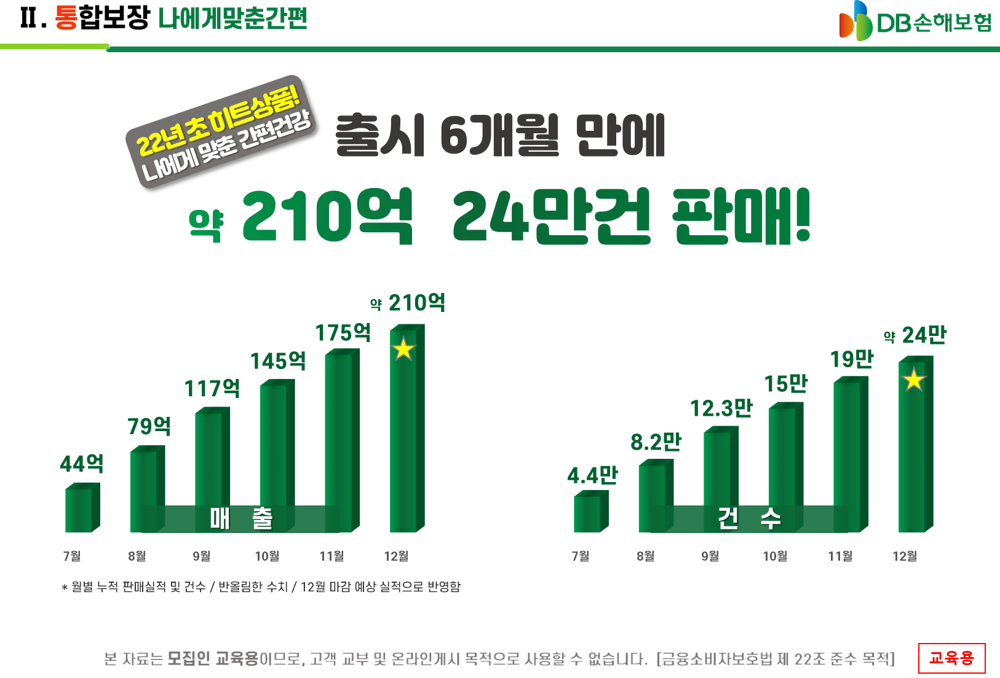 II. 통합보장 나에게맞춘간편
DB손해보험
22년 초 히트상품!
나에게 맞춘 간편건강
출시 6개월 만에
약 210억 24만건 판매!
44억
79억
117억
145억
175억
약 210억
매 출
7월 8월 9월 10월 11월 12월
4.4만
8.2만
12.3만
15만
19만
약 24만
건 수
7월 8월 9월 10월 11월 12월
* 월별 누적 판매실적 및 건수 / 반올림한 수치 / 12월 마감 예상 실적으로 반영함
본 자료는 모집인 교육용이므로, 고객 교부 및 온라인게시 목적으로 사용할 수 없습니다. [금융소비자보호법 제 22조 준수 목적]
교육용